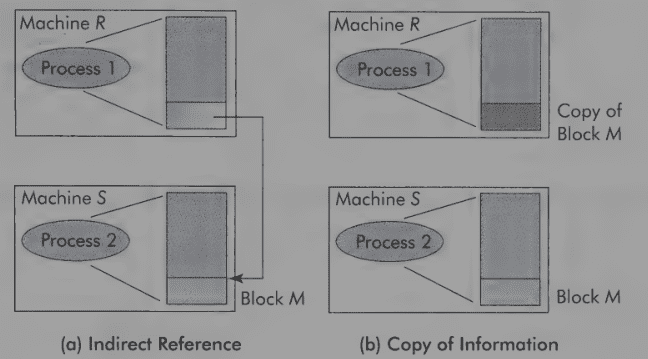 Machine R
Process 1
Machine S
Process 2
Block M
(a) Indirect Reference
Machine R
Process 1
Copy of
Block M
Machine S
Process 2
Block M
(b) Copy of Information